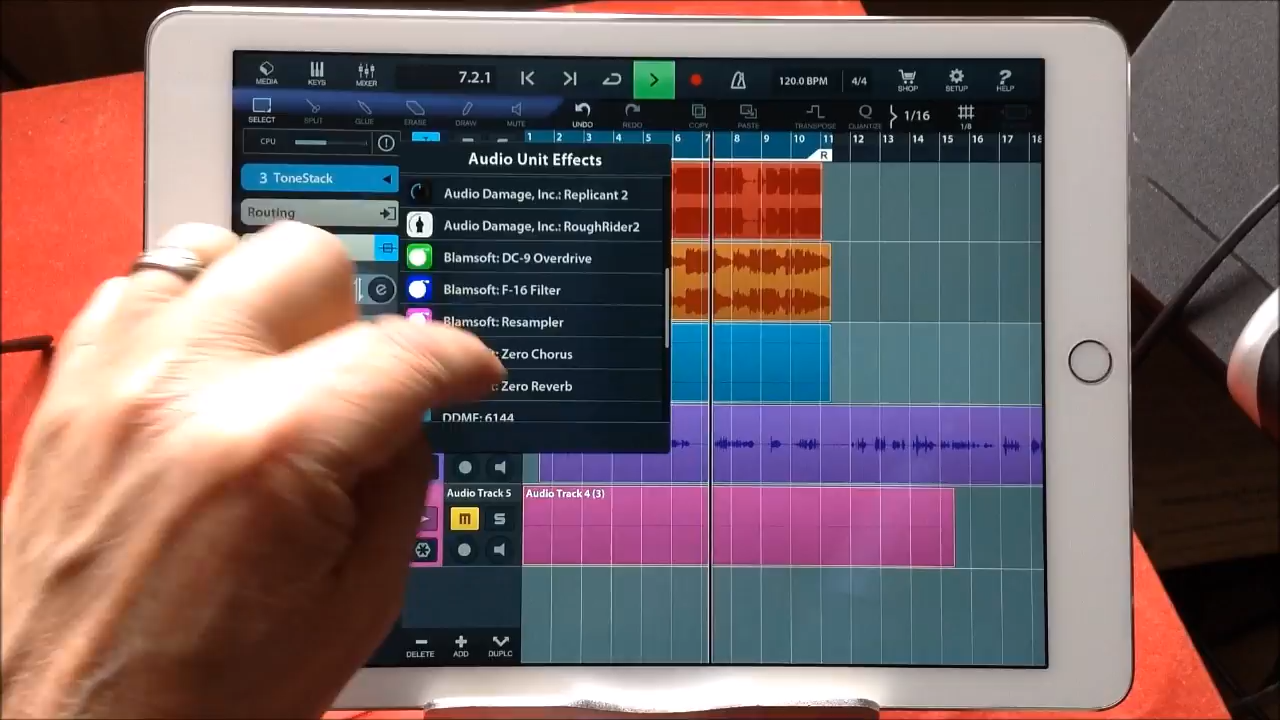 MEDIA
KEYS
MIXER
7.2.1
120.0 BPM
4/4
SHOP
SETUP
? HELP
SELECT
SPLIT
GLUE
ERASE
DRAW
MUTE
UNDO
REDO
COPY
PASTE
TRANSPOSE
QUANTIZE
1/16
1/8
CPU
1 2 3 4 5 6 7 8 9 10 11 12 13 14 15 16 17 18
R
Audio Unit Effects
3 ToneStack
Routing
Audio Damage, Inc.: Replicant 2
Audio Damage, Inc.: RoughRider2
Blamsoft: DC-9 Overdrive
Blamsoft: F-16 Filter
e
Blamsoft: Resampler
t: Zero Chorus
t: Zero Reverb
DDMF: 6144
Audio Track 5
Audio Track 4 (3)
m
S
DELETE
ADD
DUPLC